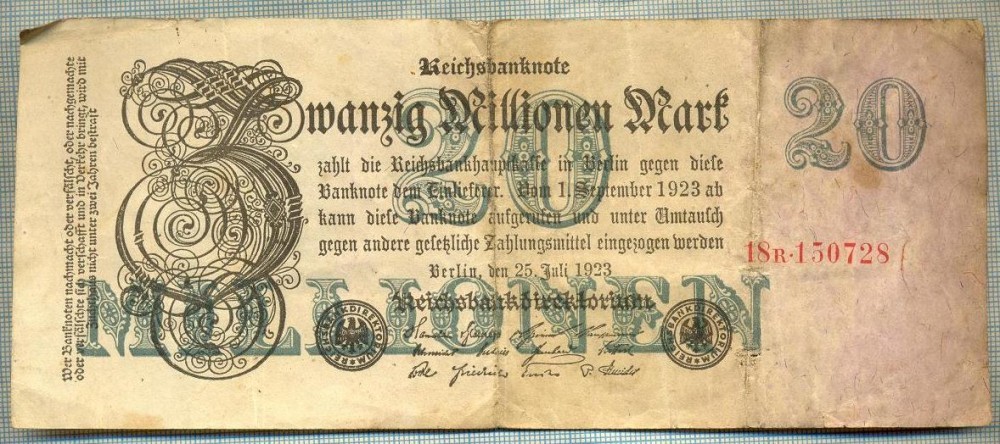 Reichsbanknote
Zwanzig Millionen Mark
20
20
zahlt die Reichsbankhauptkasse in Berlin gegen diese
Banknote dem Einlieferer. Vom 1. September 1923 ab
kann diese Banknote aufgerufen und unter Umtausch
gegen andere gesetzliche Zahlungsmittel eingezogen werden
18R·150728
Berlin, den 25. Juli 1923
Reichsbankdirektorium
MILLIONEN
REICHSBANKDIREKTORIUM
REICHSBANKDIREKTORIUM
Wer Banknoten nachmacht oder verfälscht, oder nachgemachte
oder verfälschte sich verschafft und in Verkehr bringt, wird mit
Zuchthaus nicht unter zwei Jahren bestraft